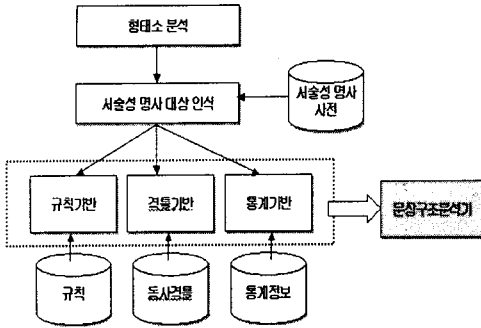 형태소 분석
서술성 명사 대상 인식
서술성 명사
사전
규칙기반
격틀기반
통계기반
문장구조분석기
규칙
동사격틀
통계정보